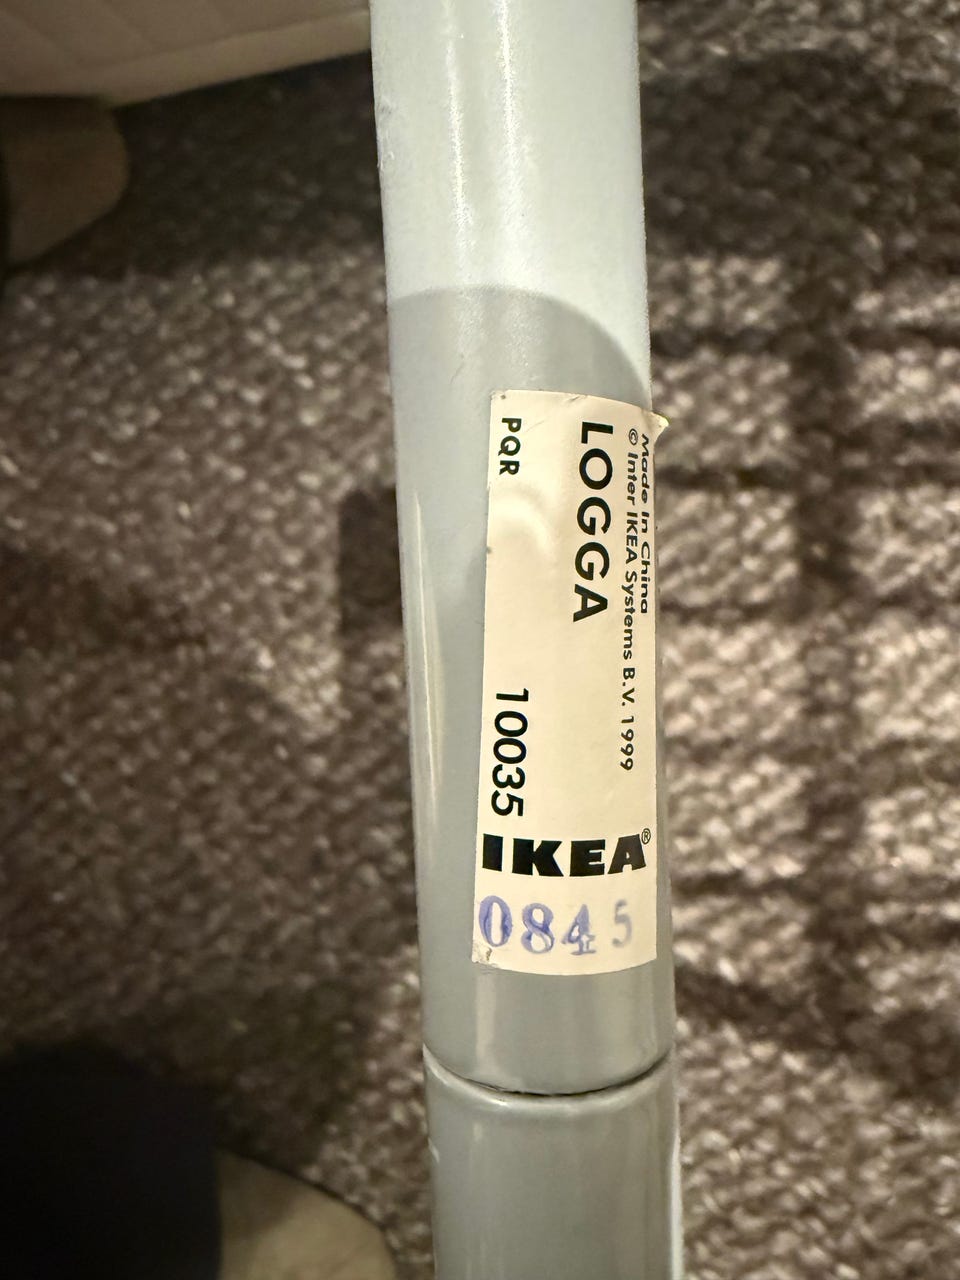 Made in China
© Inter IKEA Systems B.V. 1999
LOGGA
PQR
10035
IKEA®
0845